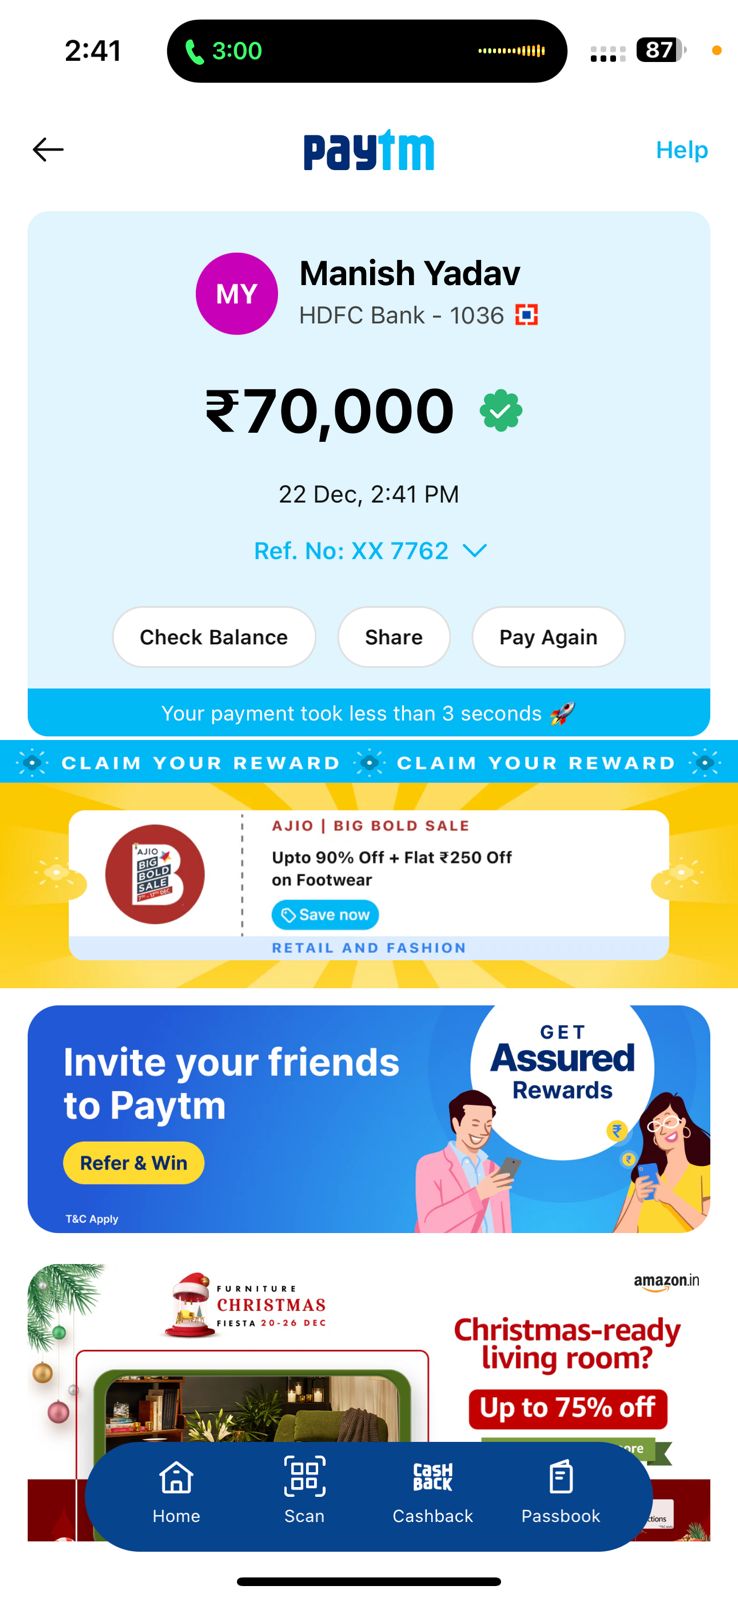 2:41
3:00
87
paytm
Help
MY
Manish Yadav
HDFC Bank - 1036
₹70,000
22 Dec, 2:41 PM
Ref. No: XX 7762
Check Balance
Share
Pay Again
Your payment took less than 3 seconds 🚀
CLAIM YOUR REWARD
CLAIM YOUR REWARD
AJIO | BIG BOLD SALE
AJIO
BIG
BOLD
SALE
Upto 90% Off + Flat ₹250 Off
on Footwear
Save now
RETAIL AND FASHION
Invite your friends
to Paytm
Refer & Win
T&C Apply
GET
Assured
Rewards
FURNITURE
CHRISTMAS
FIESTA 20-26 DEC
amazon.in
Christmas-ready
living room?
Up to 75% off
Home
Scan
CASH
BACK
Cashback
Passbook